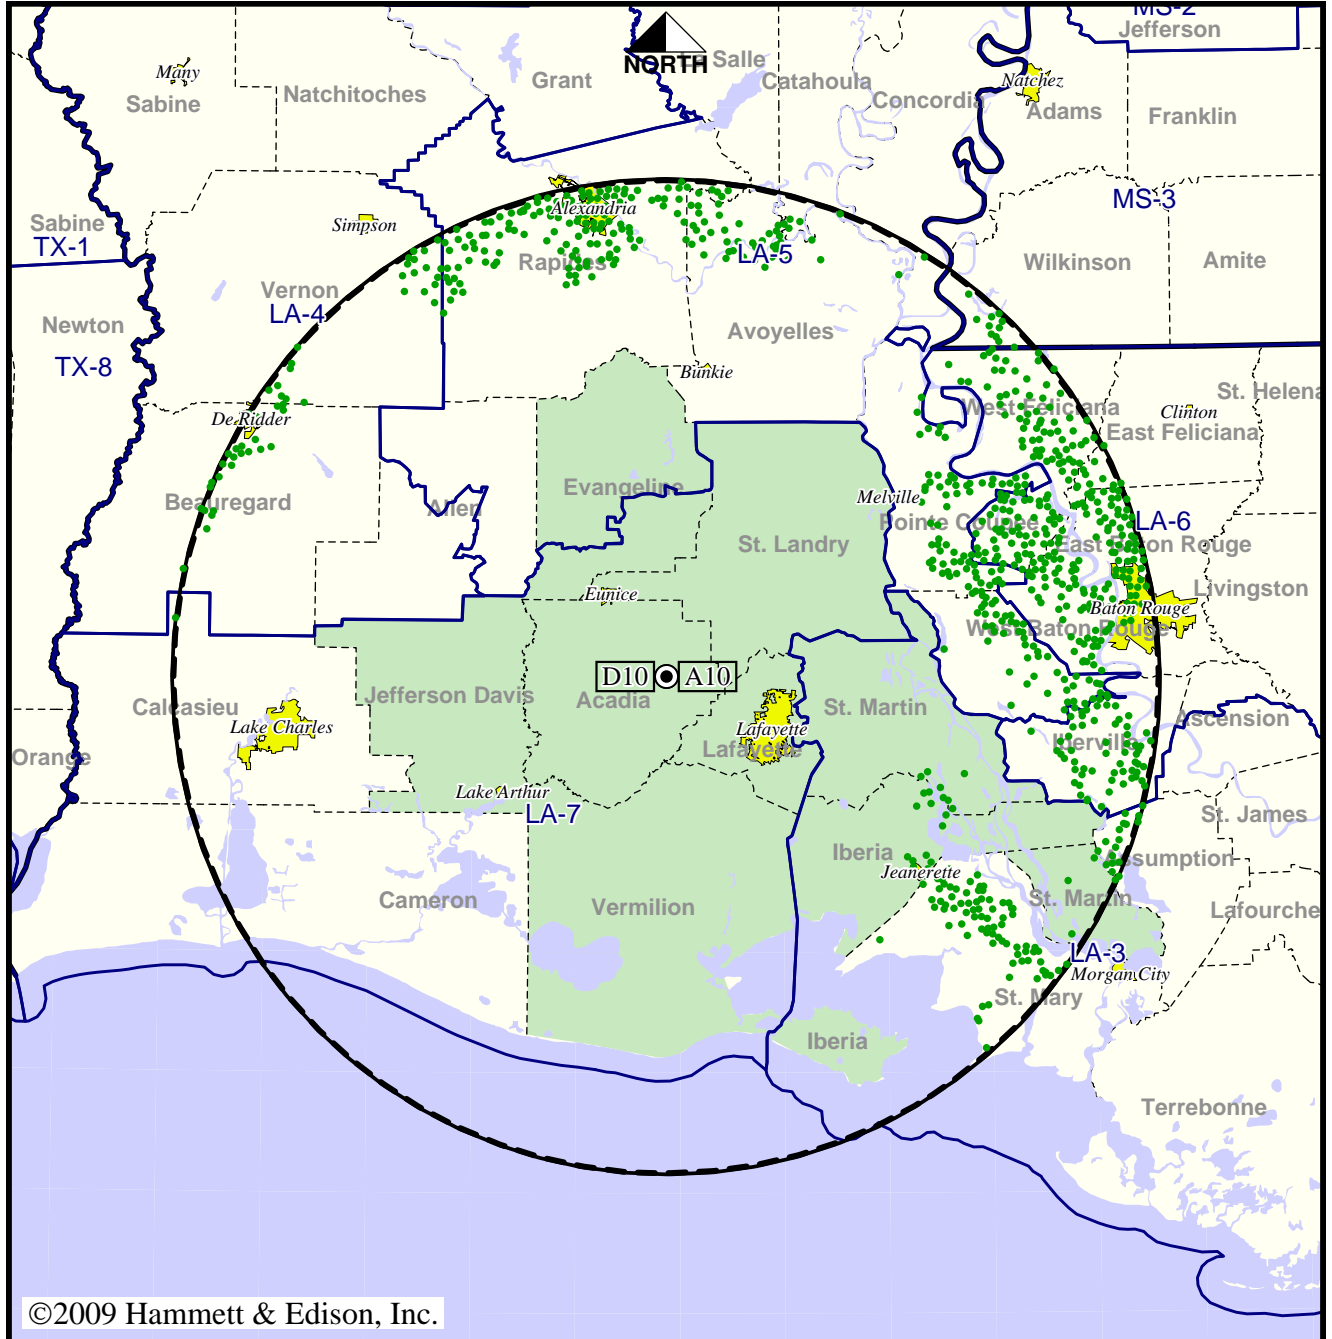 MS-2
Jefferson
Many
Sabine
Natchitoches
Grant
NORTH
La Salle
Catahoula
Concordia
Natchez
Adams
Franklin
MS-3
Sabine
TX-1
Simpson
Alexandria
Rapides
LA-5
Wilkinson
Amite
Vernon
LA-4
Newton
TX-8
Avoyelles
Bunkie
De Ridder
West Feliciana
Clinton
St. Helena
East Feliciana
Beauregard
Allen
Evangeline
Melville
Pointe Coupee
LA-6
St. Landry
East Baton Rouge
Livingston
Eunice
Baton Rouge
West Baton Rouge
D10 A10
Calcasieu
Jefferson Davis
Acadia
St. Martin
Lake Charles
Lafayette
Lafayette
Iberville
Ascension
Orange
Lake Arthur
LA-7
St. James
Iberia
Jeanerette
Assumption
Cameron
Vermilion
St. Martin
Lafourche
LA-3
Morgan City
St. Mary
Iberia
Terrebonne
©2009 Hammett & Edison, Inc.